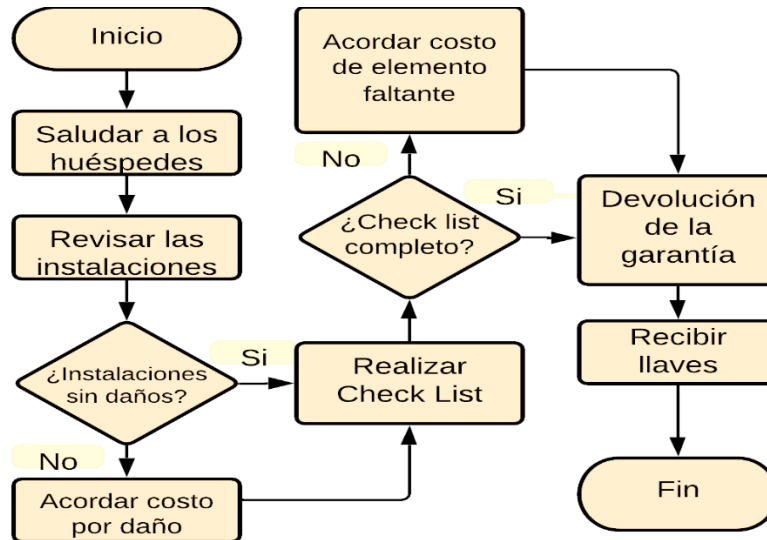 Inicio
Saludar a los
huéspedes
Revisar las
instalaciones
¿Instalaciones
sin daños?
Si
No
Acordar costo
por daño
Realizar
Check List
¿Check list
completo?
No
Si
Acordar costo
de elemento
faltante
Devolución
de la
garantía
Recibir
llaves
Fin